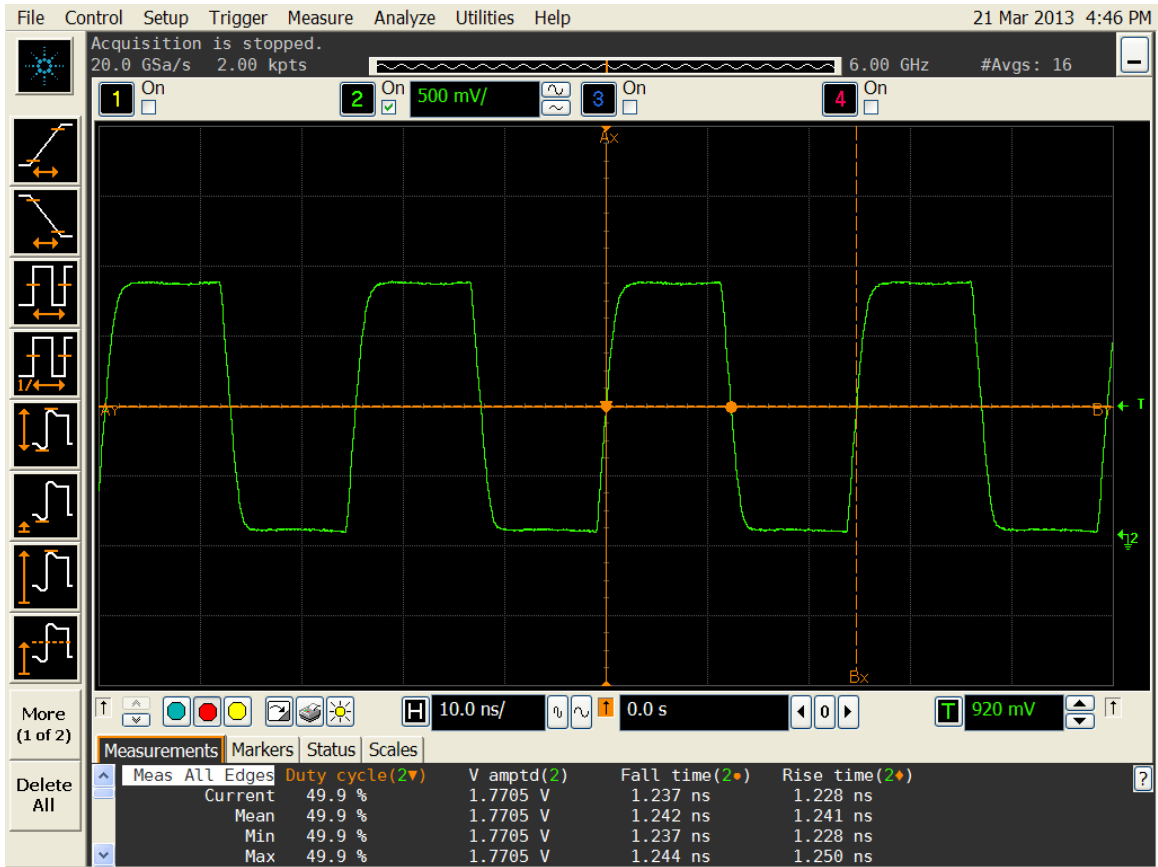 File Control Setup Trigger Measure Analyze Utilities Help 21 Mar 2013 4:46 PM
Acquisition is stopped.
20.0 GSa/s 2.00 kpts 6.00 GHz #Avgs: 16
1 On 2 On 500 mV/ 3 On 4 On
Ax
AY By T
2
Bx
1/
More
(1 of 2)
Delete
All
H 10.0 ns/ 0.0 s 0 T 920 mV
Measurements Markers Status Scales
Meas All Edges Duty cycle(2▼) V amptd(2) Fall time(2●) Rise time(2♦) ?
Current 49.9 % 1.7705 V 1.237 ns 1.228 ns
Mean 49.9 % 1.7705 V 1.242 ns 1.241 ns
Min 49.9 % 1.7705 V 1.237 ns 1.228 ns
Max 49.9 % 1.7705 V 1.244 ns 1.250 ns